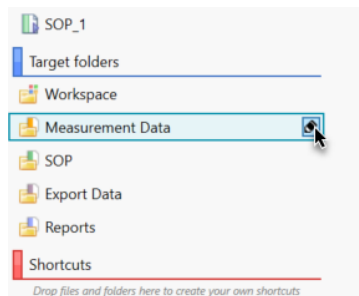 SOP_1
Target folders
Workspace
Measurement Data
SOP
Export Data
Reports
Shortcuts
Drop files and folders here to create your own shortcuts